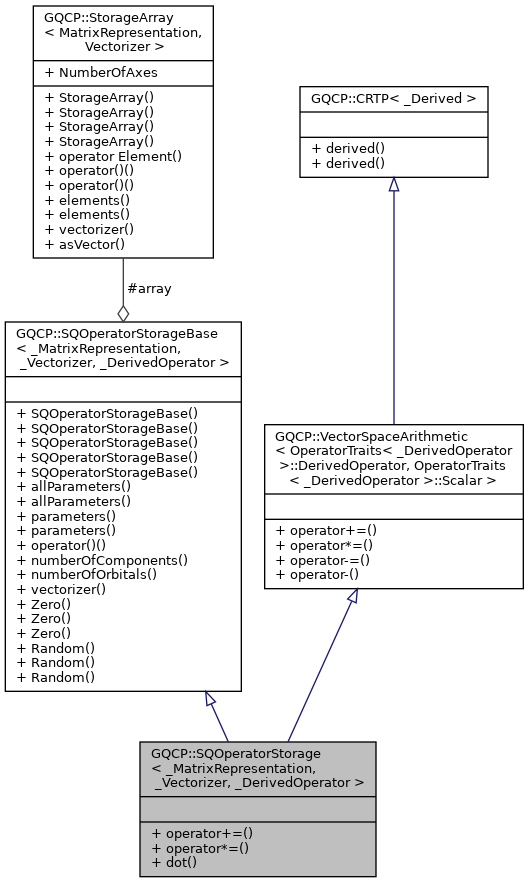 GQCP::StorageArray
< MatrixRepresentation,
Vectorizer >
+ NumberOfAxes
+ StorageArray()
+ StorageArray()
+ StorageArray()
+ StorageArray()
+ operator Element()
+ operator()()
+ operator()()
+ elements()
+ elements()
+ vectorizer()
+ asVector()
GQCP::CRTP< _Derived >
+ derived()
+ derived()
#array
GQCP::SQOperatorStorageBase
< _MatrixRepresentation,
_Vectorizer, _DerivedOperator >
+ SQOperatorStorageBase()
+ SQOperatorStorageBase()
+ SQOperatorStorageBase()
+ SQOperatorStorageBase()
+ SQOperatorStorageBase()
+ allParameters()
+ allParameters()
+ parameters()
+ parameters()
+ operator()()
+ numberOfComponents()
+ numberOfOrbitals()
+ vectorizer()
+ Zero()
+ Zero()
+ Zero()
+ Random()
+ Random()
+ Random()
GQCP::VectorSpaceArithmetic
< OperatorTraits< _DerivedOperator
>::DerivedOperator, OperatorTraits
< _DerivedOperator >::Scalar >
+ operator+=()
+ operator*=()
+ operator-=()
+ operator-()
GQCP::SQOperatorStorage
< _MatrixRepresentation,
_Vectorizer, _DerivedOperator >
+ operator+=()
+ operator*=()
+ dot()